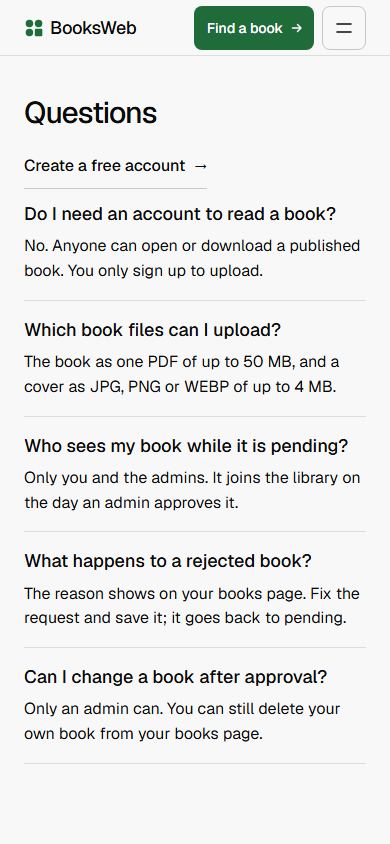 BooksWeb
Find a book →
Questions
Create a free account →
Do I need an account to read a book?
No. Anyone can open or download a published
book. You only sign up to upload.
Which book files can I upload?
The book as one PDF of up to 50 MB, and a
cover as JPG, PNG or WEBP of up to 4 MB.
Who sees my book while it is pending?
Only you and the admins. It joins the library on
the day an admin approves it.
What happens to a rejected book?
The reason shows on your books page. Fix the
request and save it; it goes back to pending.
Can I change a book after approval?
Only an admin can. You can still delete your
own book from your books page.